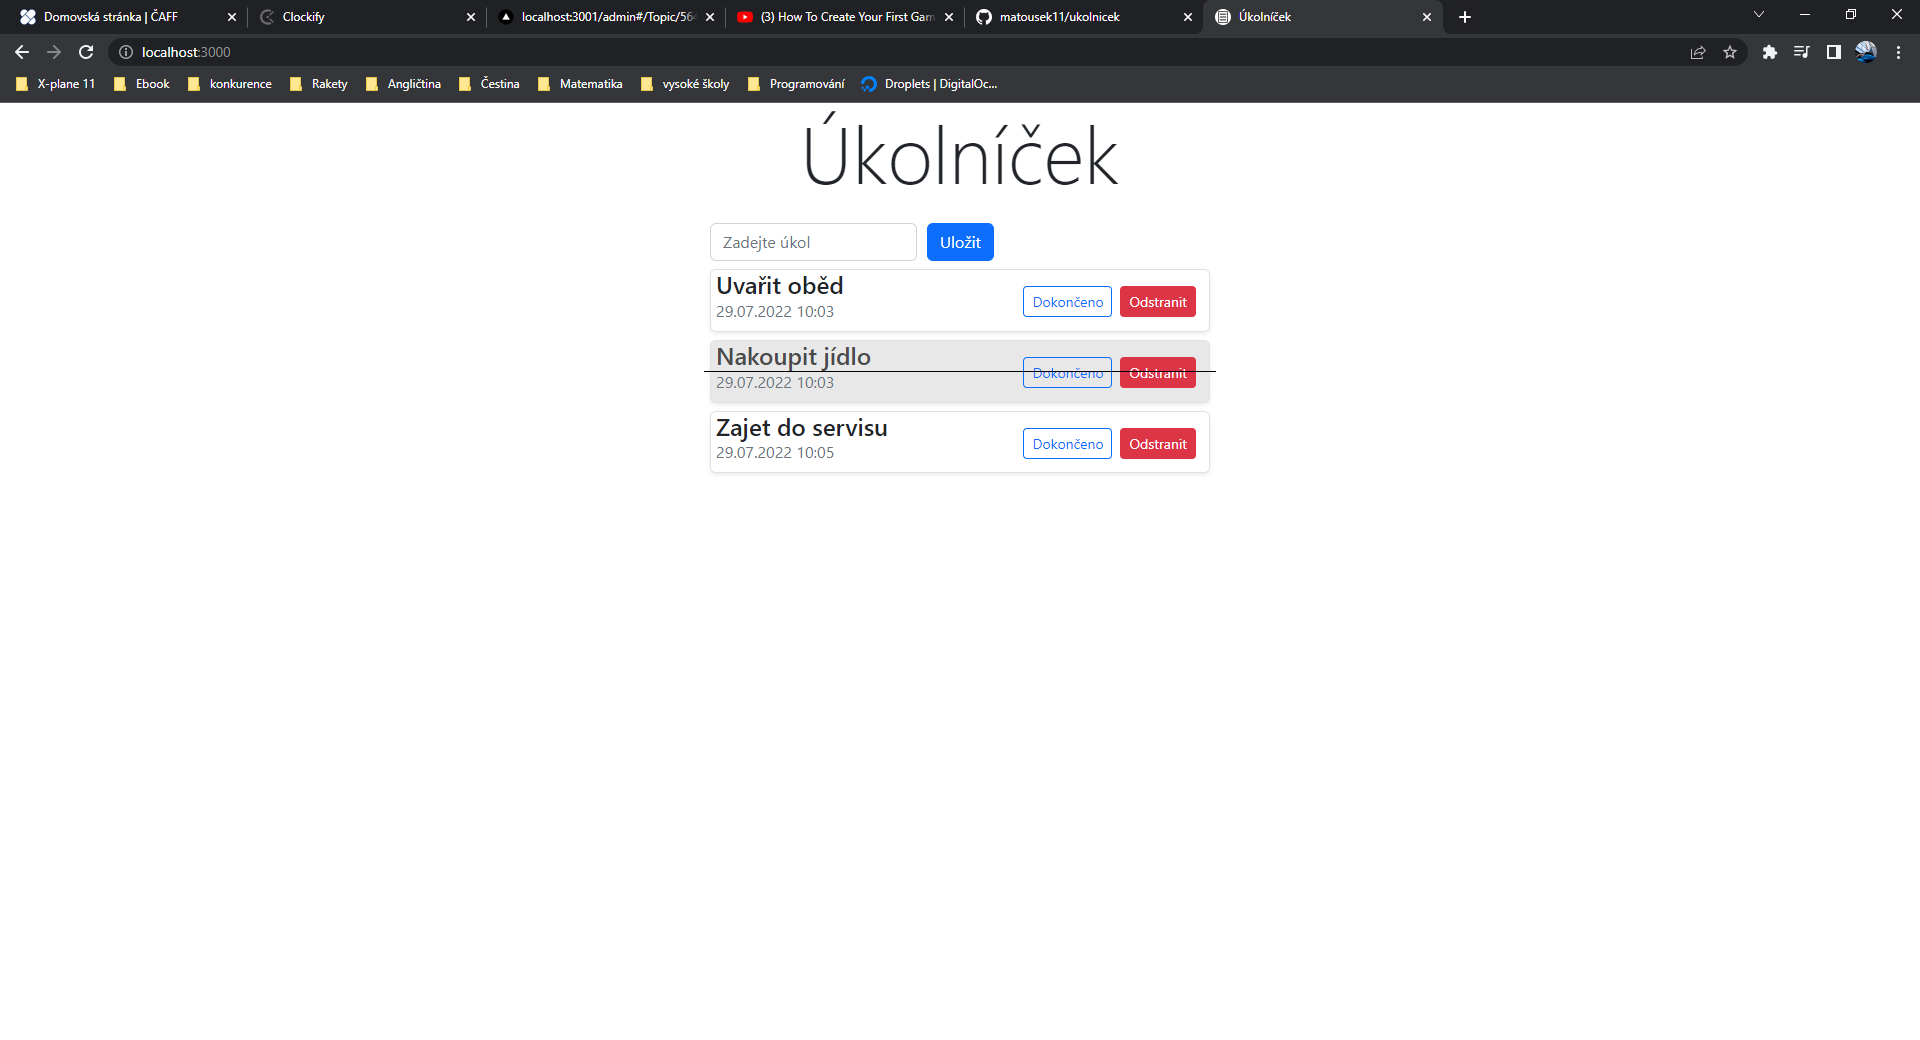 Domovská stránka | ČAFF
Clockify
localhost:3001/admin#/Topic/564
(3) How To Create Your First Gam
matousek11/ukolnicek
Úkolníček
localhost:3000
X-plane 11
Ebook
konkurence
Rakety
Angličtina
Čestina
Matematika
vysoké školy
Programování
Droplets | DigitalOc...
Úkolníček
Zadejte úkol
Uložit
Uvařit oběd
29.07.2022 10:03
Dokončeno
Odstranit
Nakoupit jídlo
29.07.2022 10:03
Dokončeno
Odstranit
Zajet do servisu
29.07.2022 10:05
Dokončeno
Odstranit